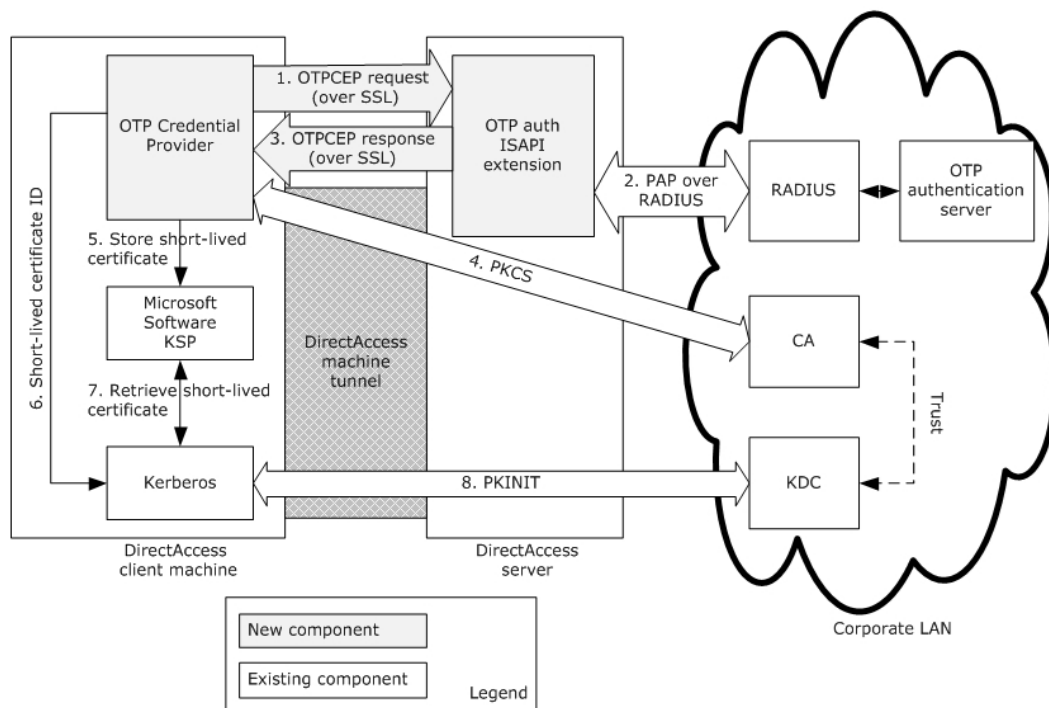 1. OTPCEP request
(over SSL)
OTP Credential
Provider
3. OTPCEP response
(over SSL)
OTP auth
ISAPI
extension
2. PAP over
RADIUS
RADIUS
OTP
authentication
server
6. Short-lived certificate ID
5. Store short-lived
certificate
4. PKCS
Microsoft
Software
KSP
DirectAccess
machine
tunnel
CA
7. Retrieve short-lived
certificate
Trust
Kerberos
8. PKINIT
KDC
DirectAccess
client machine
DirectAccess
server
Corporate LAN
New component
Existing component
Legend